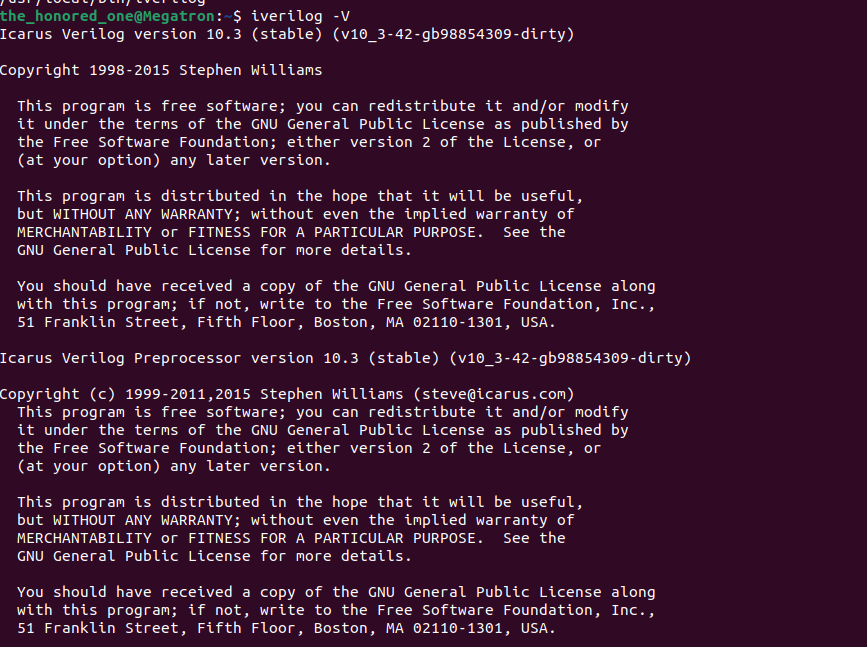 /usr/local/bin/iverilog
the_honored_one@Megatron:~$ iverilog -V
Icarus Verilog version 10.3 (stable) (v10_3-42-gb98854309-dirty)

Copyright 1998-2015 Stephen Williams

  This program is free software; you can redistribute it and/or modify
  it under the terms of the GNU General Public License as published by
  the Free Software Foundation; either version 2 of the License, or
  (at your option) any later version.

  This program is distributed in the hope that it will be useful,
  but WITHOUT ANY WARRANTY; without even the implied warranty of
  MERCHANTABILITY or FITNESS FOR A PARTICULAR PURPOSE.  See the
  GNU General Public License for more details.

  You should have received a copy of the GNU General Public License along
  with this program; if not, write to the Free Software Foundation, Inc.,
  51 Franklin Street, Fifth Floor, Boston, MA 02110-1301, USA.

Icarus Verilog Preprocessor version 10.3 (stable) (v10_3-42-gb98854309-dirty)

Copyright (c) 1999-2011,2015 Stephen Williams (steve@icarus.com)
  This program is free software; you can redistribute it and/or modify
  it under the terms of the GNU General Public License as published by
  the Free Software Foundation; either version 2 of the License, or
  (at your option) any later version.

  This program is distributed in the hope that it will be useful,
  but WITHOUT ANY WARRANTY; without even the implied warranty of
  MERCHANTABILITY or FITNESS FOR A PARTICULAR PURPOSE.  See the
  GNU General Public License for more details.

  You should have received a copy of the GNU General Public License along
  with this program; if not, write to the Free Software Foundation, Inc.,
  51 Franklin Street, Fifth Floor, Boston, MA 02110-1301, USA.